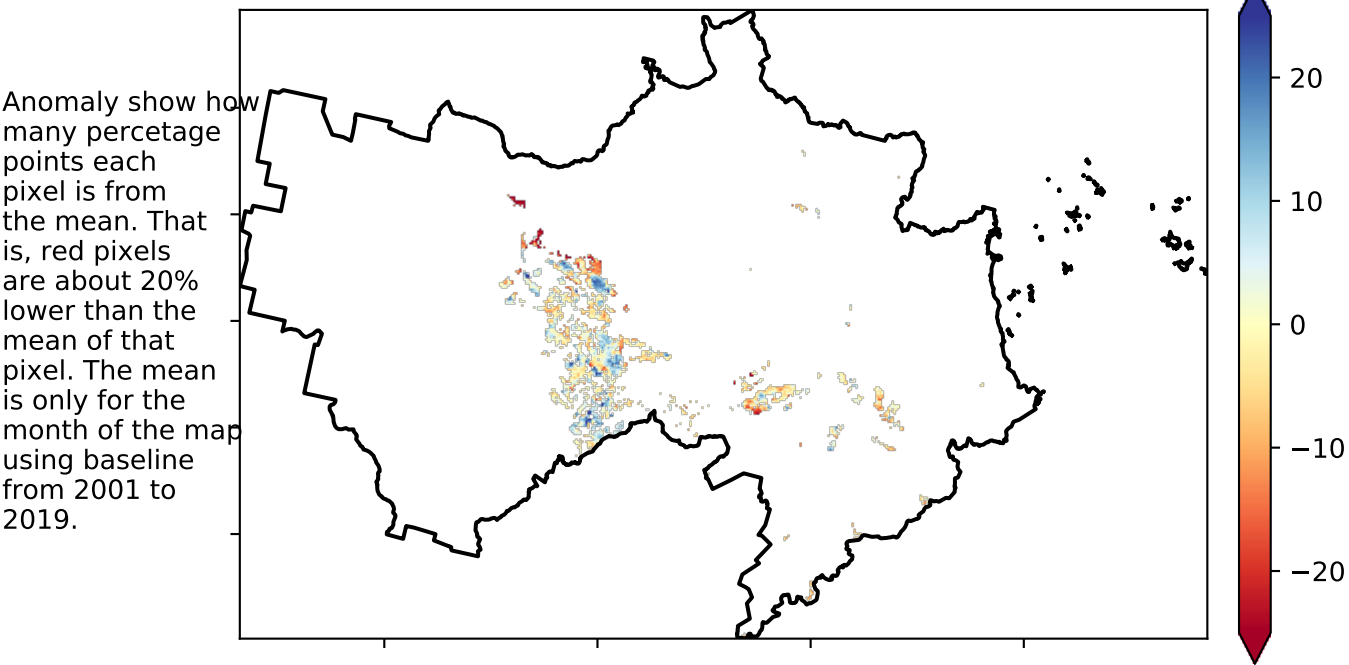 Anomaly show how
many percetage
points each
pixel is from
the mean. That
is, red pixels
are about 20%
lower than the
mean of that
pixel. The mean
is only for the
month of the map
using baseline
from 2001 to
2019.
20
10
0
−10
−20